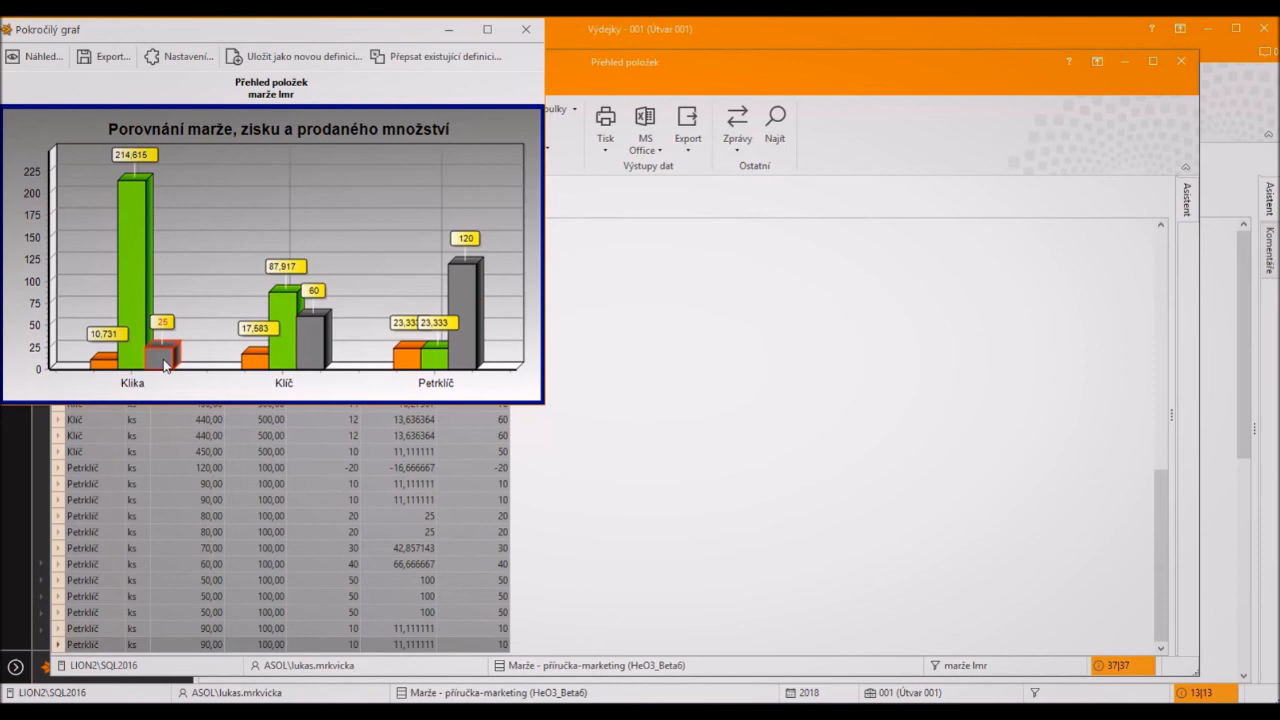 Pokročilý graf
Výdejky - 001 (Útvar 001)
Přehled položek
Náhled... Export... Nastavení... Uložit jako novou definici... Přepsat existující definici...
Přehled položek
marže lmr
Tisk MS Office Export Zprávy Najít
Výstupy dat Ostatní
Asistent
Asistent
Komentáře
Porovnání marže, zisku a prodaného množství
225
200
175
150
125
100
75
50
25
0
214,615
10,731
25
87,917
17,583
60
23,333
120
Klika Klíč Petrklíč
Klíč ks 440,00 500,00 12 13,636364 60
Klíč ks 440,00 500,00 12 13,636364 60
Klíč ks 450,00 500,00 10 11,111111 50
Petrklíč ks 120,00 100,00 -20 -16,666667 -20
Petrklíč ks 90,00 100,00 10 11,111111 10
Petrklíč ks 90,00 100,00 10 11,111111 10
Petrklíč ks 80,00 100,00 20 25 20
Petrklíč ks 80,00 100,00 20 25 20
Petrklíč ks 70,00 100,00 30 42,857143 30
Petrklíč ks 60,00 100,00 40 66,666667 40
Petrklíč ks 50,00 100,00 50 100 50
Petrklíč ks 50,00 100,00 50 100 50
Petrklíč ks 50,00 100,00 50 100 50
Petrklíč ks 90,00 100,00 10 11,111111 10
Petrklíč ks 90,00 100,00 10 11,111111 10
LION2\SQL2016 ASOL\lukas.mrkvicka Marže - příručka-marketing (HeO3_Beta6) marže lmr 37|37
LION2\SQL2016 ASOL\lukas.mrkvicka Marže - příručka-marketing (HeO3_Beta6) 2018 001 (Útvar 001) 13|13